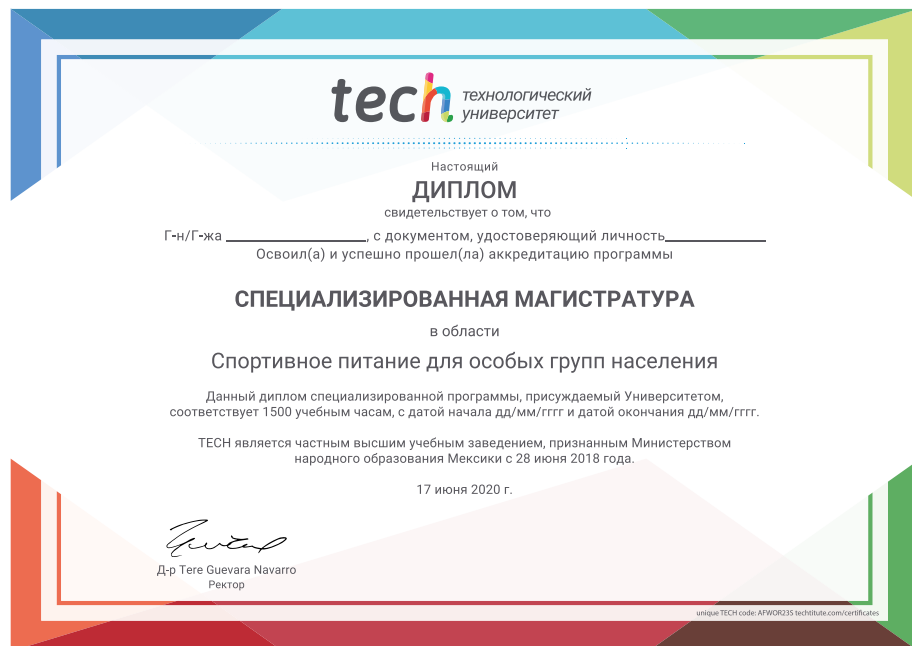 tech технологический
университет
Настоящий
ДИПЛОМ
свидетельствует о том, что
Г-н/Г-жа ____________________, с документом, удостоверяющий личность______________
Освоил(а) и успешно прошел(ла) аккредитацию программы
СПЕЦИАЛИЗИРОВАННАЯ МАГИСТРАТУРА
в области
Спортивное питание для особых групп населения
Данный диплом специализированной программы, присуждаемый Университетом,
соответствует 1500 учебным часам, с датой начала дд/мм/гггг и датой окончания дд/мм/гггг.
TECH является частным высшим учебным заведением, признанным Министерством
народного образования Мексики с 28 июня 2018 года.
17 июня 2020 г.
Д-р Tere Guevara Navarro
Ректор
unique TECH code: AFWOR23S techtitute.com/certificates